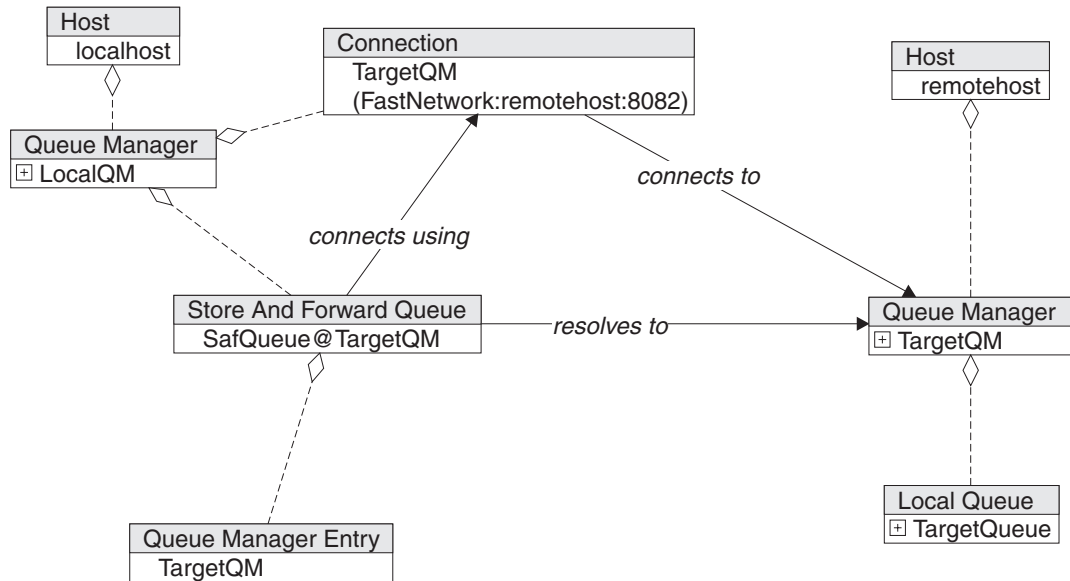 Host
localhost
Connection
TargetQM
(FastNetwork:remotehost:8082)
Host
remotehost
Queue Manager
+ LocalQM
connects to
connects using
Store And Forward Queue
SafQueue@TargetQM
resolves to
Queue Manager
+ TargetQM
Local Queue
+ TargetQueue
Queue Manager Entry
TargetQM